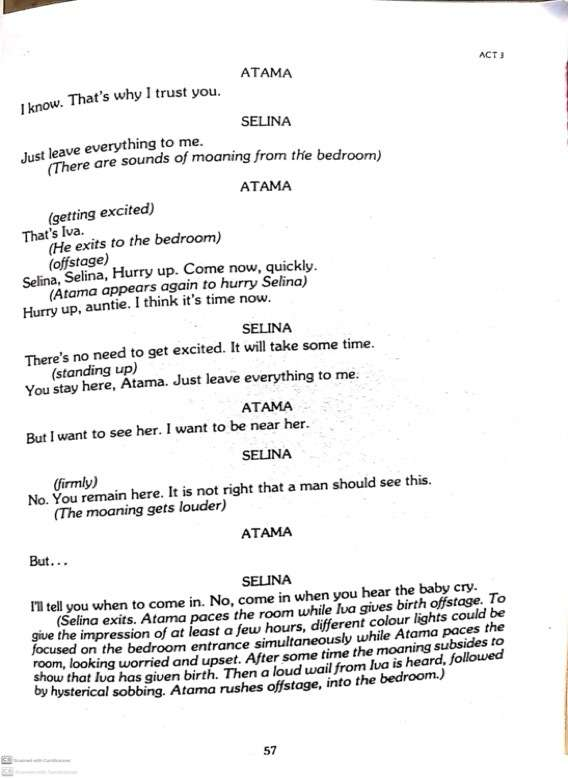 ACT 3
ATAMA
I know. That's why I trust you.
SELINA
Just leave everything to me.
(There are sounds of moaning from the bedroom)
ATAMA
(getting excited)
That's Iva.
(He exits to the bedroom)
(offstage)
Selina, Selina, Hurry up. Come now, quickly.
(Atama appears again to hurry Selina)
Hurry up, auntie. I think it's time now.
SELINA
There's no need to get excited. It will take some time.
(standing up)
You stay here, Atama. Just leave everything to me.
ATAMA
But I want to see her. I want to be near her.
SELINA
(firmly)
No. You remain here. It is not right that a man should see this.
(The moaning gets louder)
ATAMA
But...
SELINA
I'll tell you when to come in. No, come in when you hear the baby cry.
(Selina exits. Atama paces the room while Iva gives birth offstage. To
give the impression of at least a few hours, different colour lights could be
focused on the bedroom entrance simultaneously while Atama paces the
room, looking worried and upset. After some time the moaning subsides to
show that Iva has given birth. Then a loud wail from Iva is heard, followed
by hysterical sobbing. Atama rushes offstage, into the bedroom.)
57
CS Scanned with CamScanner
CS Scanned with CamScanner